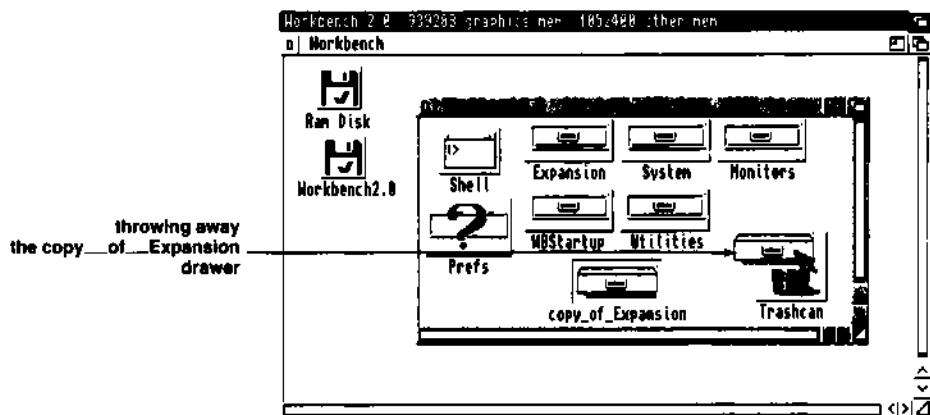 Workbench 2.0 939283 graphics mem 1052400 other mem
Workbench
Ram Disk
Workbench2.0
Shell
Expansion
System
Monitors
Prefs
WBStartup
Utilities
copy_of_Expansion
Trashcan
throwing away
the copy__of__Expansion
drawer